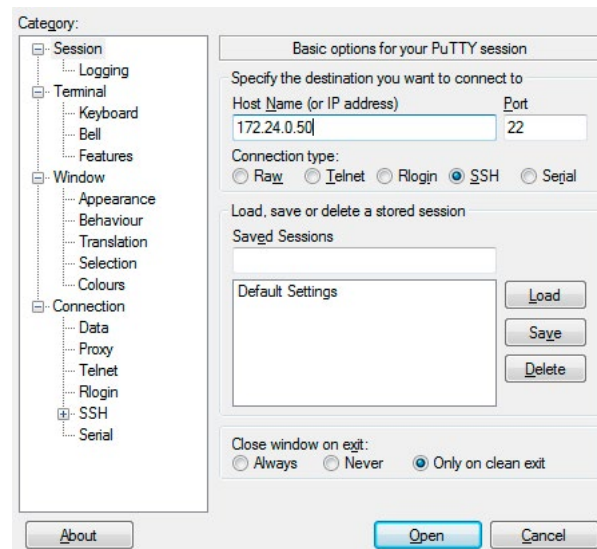 Category:
Session
Logging
Terminal
Keyboard
Bell
Features
Window
Appearance
Behaviour
Translation
Selection
Colours
Connection
Data
Proxy
Telnet
Rlogin
SSH
Serial
Basic options for your PuTTY session
Specify the destination you want to connect to
Host Name (or IP address) Port
172.24.0.50 22
Connection type:
Raw Telnet Rlogin SSH Serial
Load, save or delete a stored session
Saved Sessions
Default Settings
Load
Save
Delete
Close window on exit:
Always Never Only on clean exit
About Open Cancel